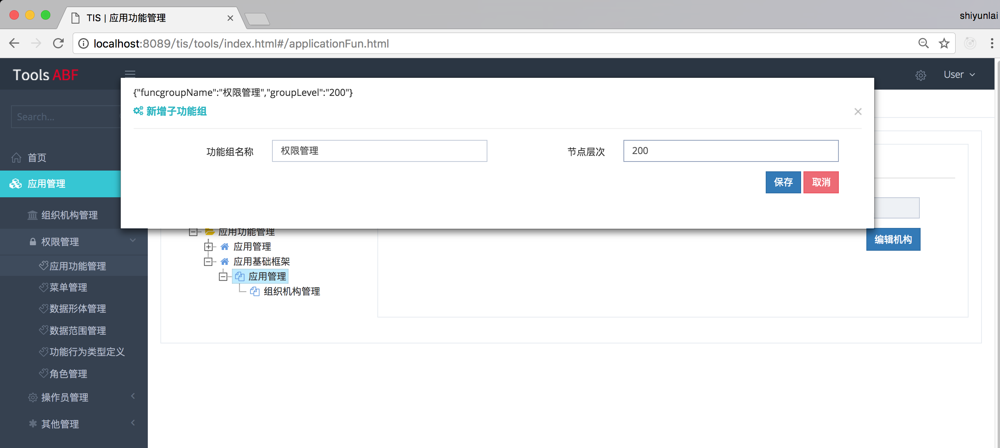 TIS | 应用功能管理
shiyunlai
localhost:8089/tis/tools/index.html#/applicationFun.html
Tools ABF
User
{"funcgroupName":"权限管理","groupLevel":"200"}
新增子功能组
功能组名称
权限管理
节点层次
200
保存
取消
Search...
首页
应用管理
组织机构管理
权限管理
应用功能管理
菜单管理
数据形体管理
数据范围管理
功能行为类型定义
角色管理
操作员管理
其他管理
应用功能管理
应用管理
应用基础框架
应用管理
组织机构管理
编辑机构